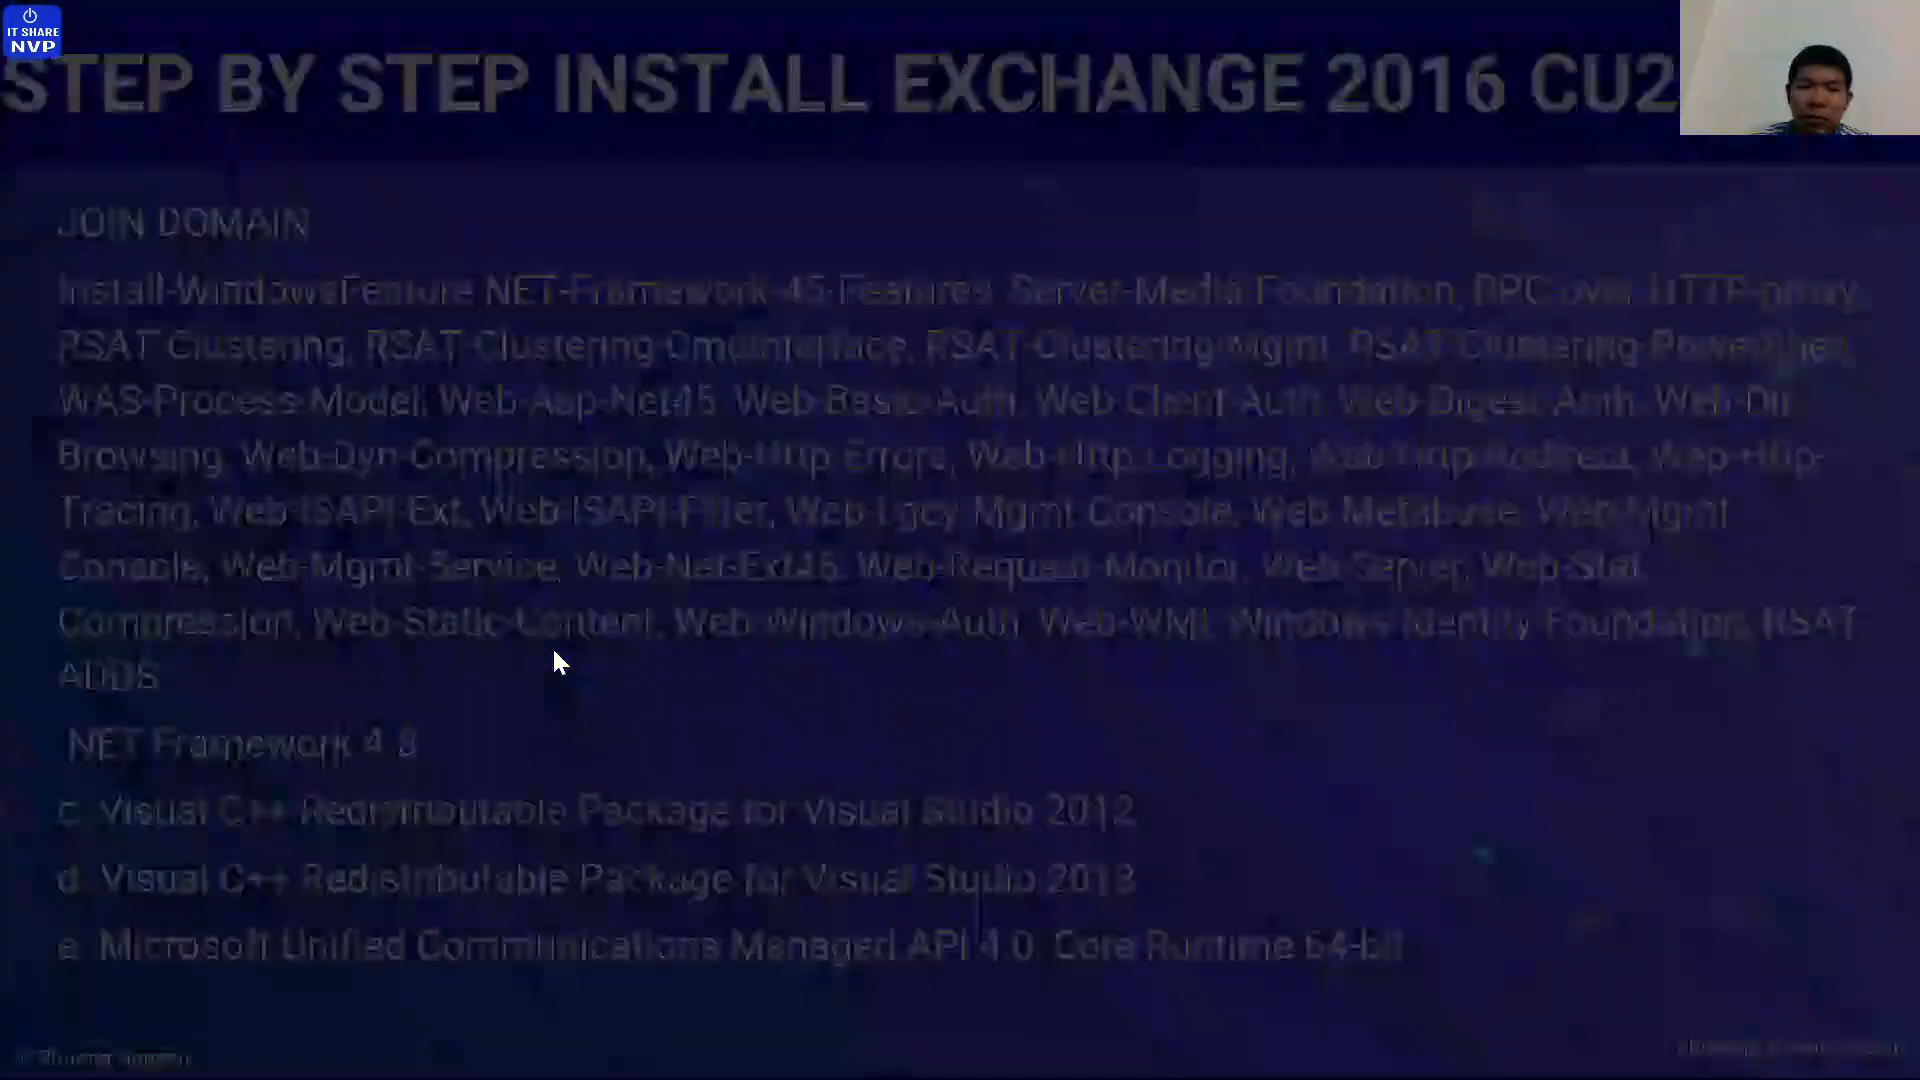 IT SHARE
NVP
STEP BY STEP INSTALL EXCHANGE 2016 CU2
JOIN DOMAIN
Install-WindowsFeature NET-Framework-45-Features, Server-Media-Foundation, RPC-over-HTTP-proxy,
RSAT-Clustering, RSAT-Clustering-CmdInterface, RSAT-Clustering-Mgmt, RSAT-Clustering-PowerShell,
WAS-Process-Model, Web-Asp-Net45, Web-Basic-Auth, Web-Client-Auth, Web-Digest-Auth, Web-Dir-
Browsing, Web-Dyn-Compression, Web-Http-Errors, Web-Http-Logging, Web-Http-Redirect, Web-Http-
Tracing, Web-ISAPI-Ext, Web-ISAPI-Filter, Web-Lgcy-Mgmt-Console, Web-Metabase, Web-Mgmt-
Console, Web-Mgmt-Service, Web-Net-Ext45, Web-Request-Monitor, Web-Server, Web-Stat-
Compression, Web-Static-Content, Web-Windows-Auth, Web-WMI, Windows-Identity-Foundation, RSAT-
ADDS
.NET Framework 4.8
c. Visual C++ Redistributable Package for Visual Studio 2012
d. Visual C++ Redistributable Package for Visual Studio 2013
e. Microsoft Unified Communications Managed API 4.0, Core Runtime 64-bit